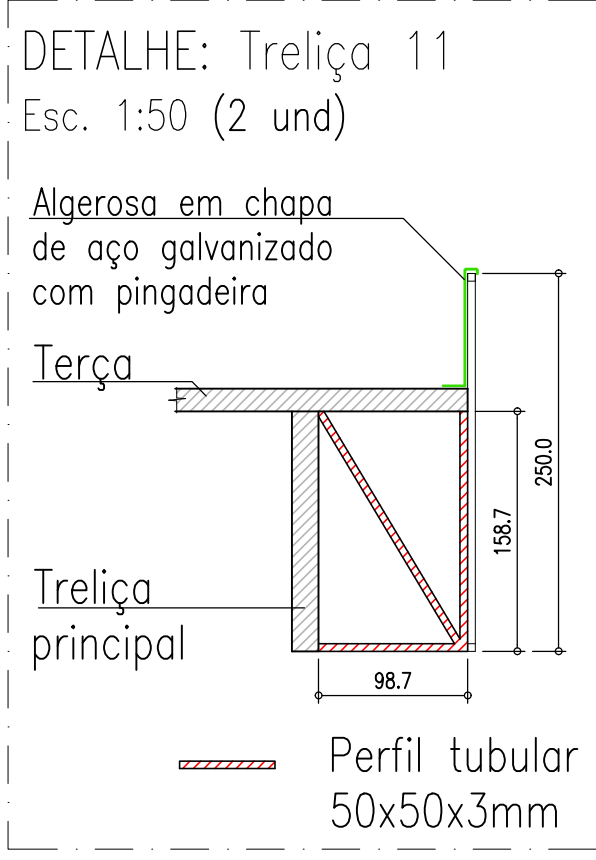 DETALHE: Treliça 11
Esc. 1:50 (2 und)
Algerosa em chapa
de aço galvanizado
com pingadeira
Terça
250.0
158.7
Treliça
principal
98.7
Perfil tubular
50x50x3mm